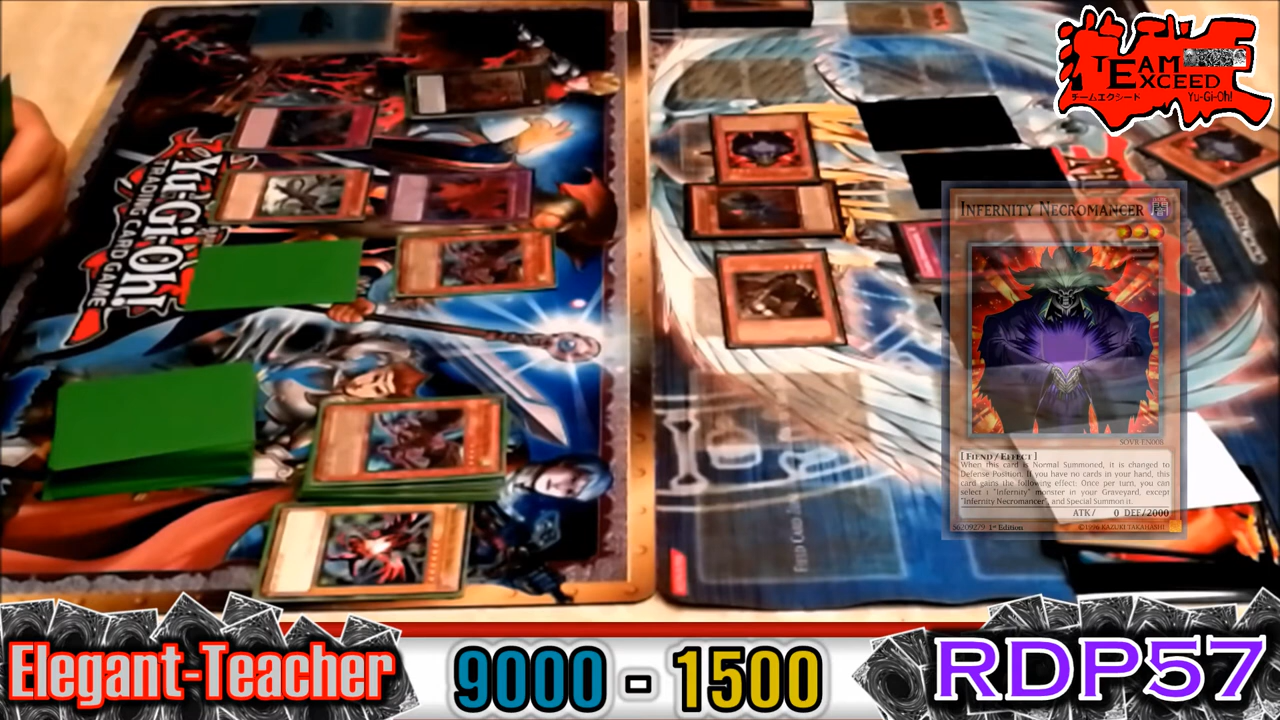 TEAM
EXCEED
チームエクシード Yu-Gi-Oh!
Yu-Gi-Oh!
TRADING CARD GAME
INFERNITY NECROMANCER
SOVR-EN008
[ FIEND / EFFECT ]
When this card is Normal Summoned, it is changed to
Defense Position. If you have no cards in your hand, this
card gains the following effect: Once per turn, you can
select 1 "Infernity" monster in your Graveyard, except
"Infernity Necromancer", and Special Summon it.
ATK/ 0 DEF/2000
1st Edition ©1996 KAZUKI TAKAHASHI
Elegant-Teacher
9000 - 1500
RDP57